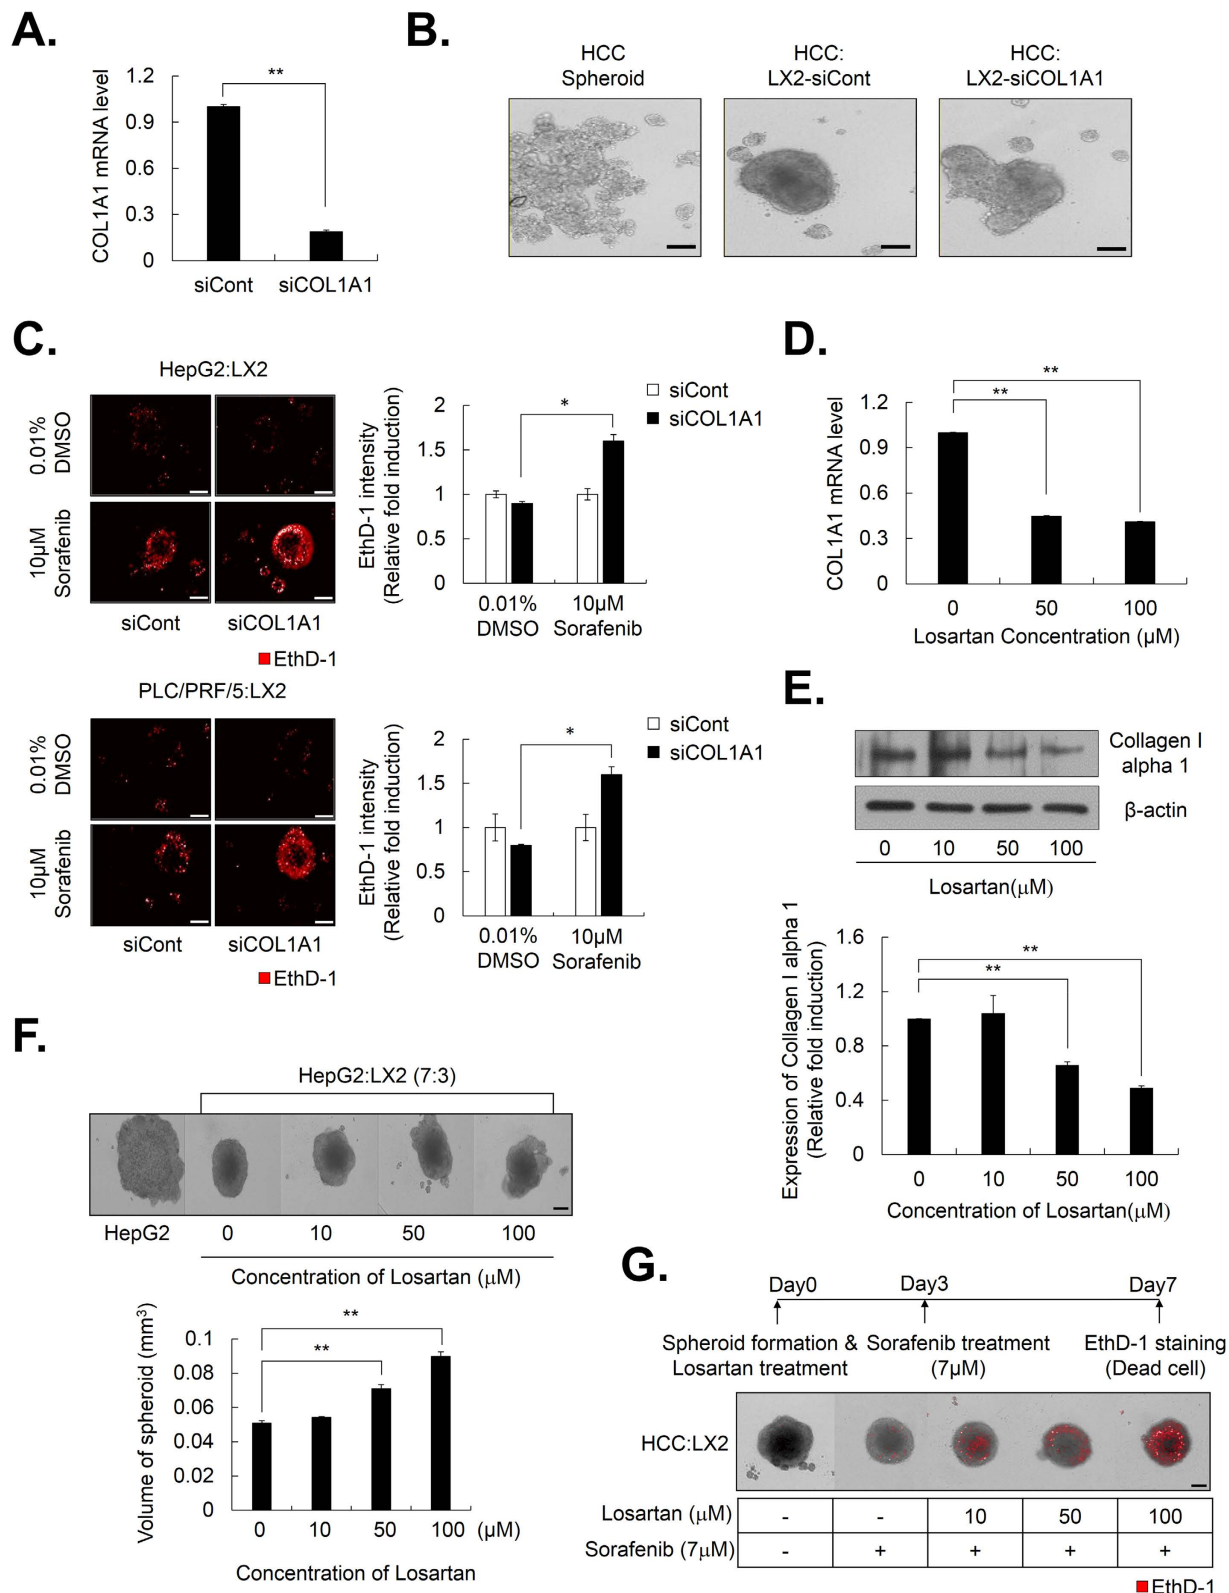 A.
COL1A1 mRNA level
1.2
0.9
0.6
0.3
0
**
siCont
siCOL1A1
B.
HCC
Spheroid
HCC:
LX2-siCont
HCC:
LX2-siCOL1A1
C.
HepG2:LX2
0.01%
DMSO
10μM
Sorafenib
siCont
siCOL1A1
EthD-1
EthD-1 intensity
(Relative fold induction)
2
1.5
1
0.5
0
*
siCont
siCOL1A1
0.01%
DMSO
10μM
Sorafenib
PLC/PRF/5:LX2
0.01%
DMSO
10μM
Sorafenib
siCont
siCOL1A1
EthD-1
EthD-1 intensity
(Relative fold induction)
2
1.5
1
0.5
0
*
siCont
siCOL1A1
0.01%
DMSO
10μM
Sorafenib
D.
COL1A1 mRNA level
1.2
0.9
0.6
0.3
0
**
**
0 50 100
Losartan Concentration (μM)
E.
Collagen I
alpha 1
β-actin
0 10 50 100
Losartan(μM)
Expression of Collagen I alpha 1
(Relative fold induction)
1.6
1.2
0.8
0.4
0
**
**
0 10 50 100
Concentration of Losartan(μM)
F.
HepG2:LX2 (7:3)
HepG2 0 10 50 100
Concentration of Losartan (μM)
Volume of spheroid (mm³)
0.1
0.08
0.06
0.04
0.02
0
**
**
0 10 50 100 (μM)
Concentration of Losartan
G.
Day0 Day3 Day7
Spheroid formation &
Losartan treatment
Sorafenib treatment
(7μM)
EthD-1 staining
(Dead cell)
HCC:LX2
Losartan (μM) - - 10 50 100
Sorafenib (7μM) - + + + +
EthD-1